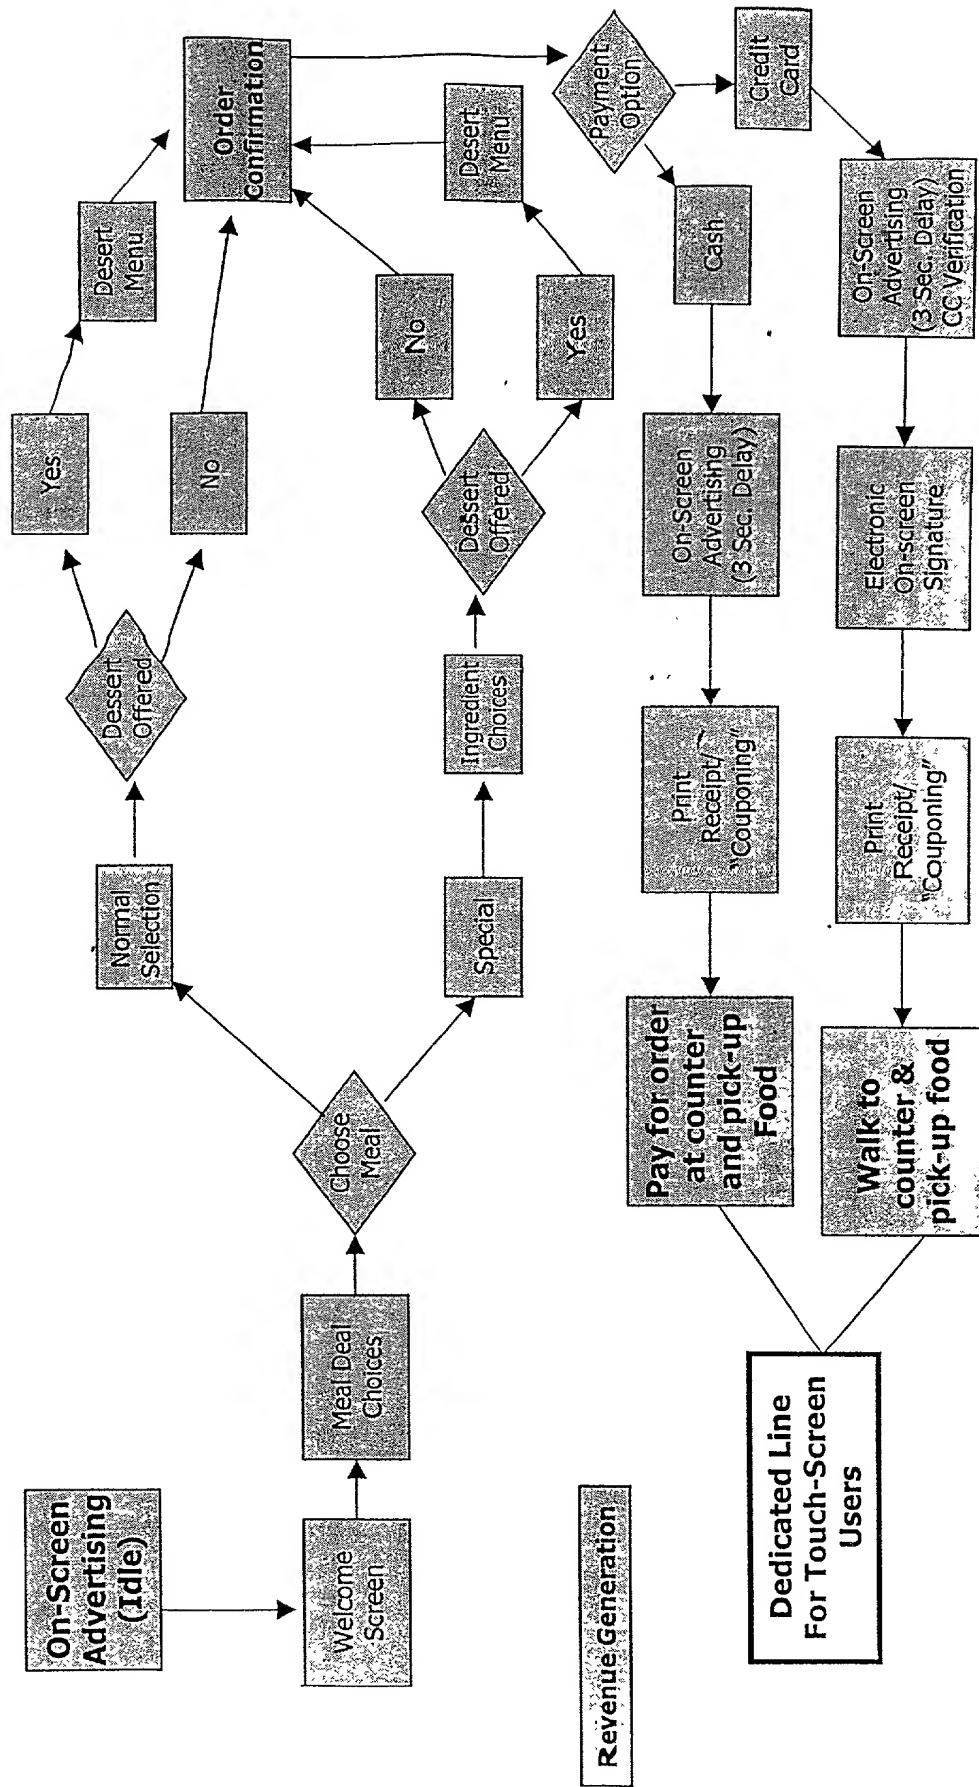 On-Screen
Advertising
(Idle)
Welcome
Screen
Meal Deal
Choices
Choose
Meal
Normal
Selection
Dessert
Offered
Yes
No
Desert
Menu
Special
Ingredient
Choices
Dessert
Offered
No
Yes
Desert
Menu
Order
Confirmation
Payment
Option
Cash
On-Screen
Advertising
(3 Sec. Delay)
Print
Receipt/
"Couponing"
Pay for order
at counter
and pick-up
Food
Credit
Card
On-Screen
Advertising
(3 Sec. Delay)
CC Verification
Electronic
On-screen
Signature
Print
Receipt/
"Couponing"
Walk to
counter &
pick-up food
Revenue Generation
Dedicated Line
For Touch-Screen
Users